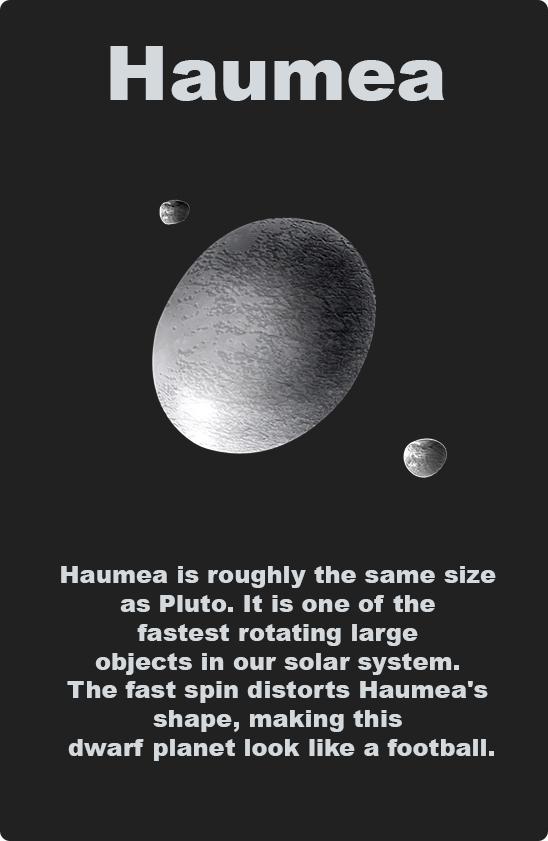 Haumea
Haumea is roughly the same size
as Pluto. It is one of the
fastest rotating large
objects in our solar system.
The fast spin distorts Haumea's
shape, making this
dwarf planet look like a football.